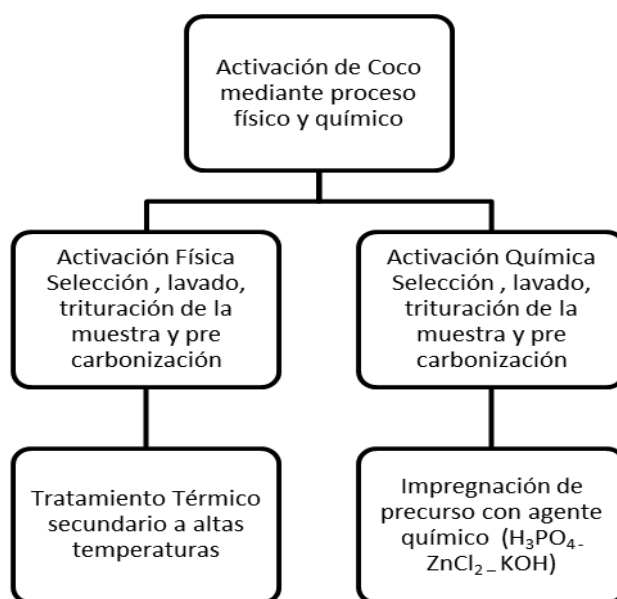 Activación de Coco
mediante proceso
físico y químico
Activación Física
Selección , lavado,
trituración de la
muestra y pre
carbonización
Activación Química
Selección , lavado,
trituración de la
muestra y pre
carbonización
Tratamiento Térmico
secundario a altas
temperaturas
Impregnación de
precurso con agente
químico (H₃PO₄-
ZnCl₂ – KOH)